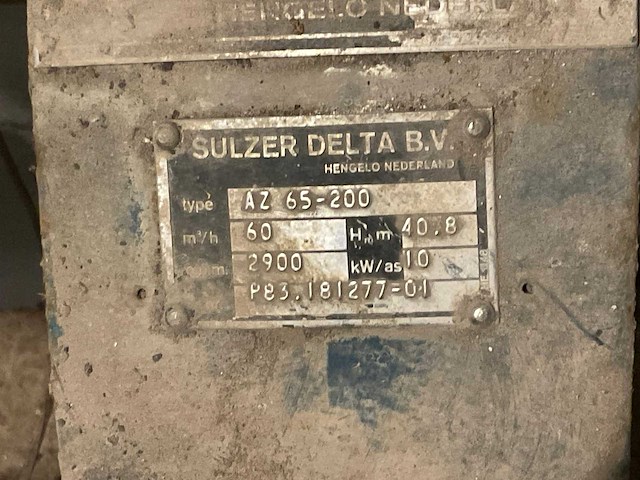 HENGELO NEDERLAND
SULZER DELTA B.V.
HENGELO NEDERLAND
type AZ 65-200
m³/h 60 Hm m 40,8
2900 kW/as 10
P83.181277-01